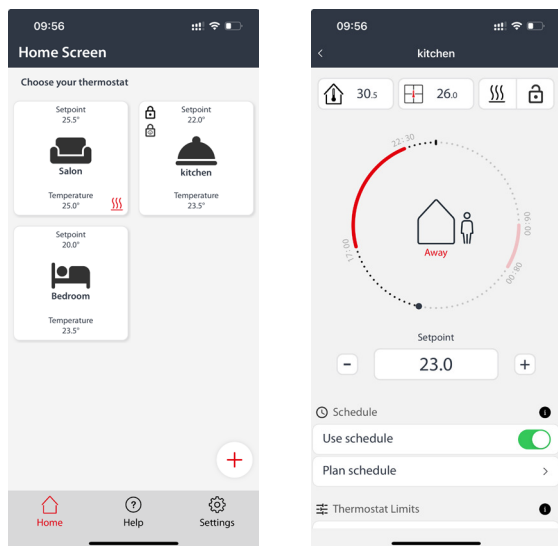 09:56
Home Screen
Choose your thermostat
Setpoint
25.5°
Salon
Temperature
25.0°
Setpoint
22.0°
kitchen
Temperature
23.5°
Setpoint
20.0°
Bedroom
Temperature
23.5°
+
Home
Help
Settings
09:56
kitchen
30.5
26.0
22:30
17:00
06:00
08:00
Away
Setpoint
-
23.0
+
Schedule
Use schedule
Plan schedule
Thermostat Limits